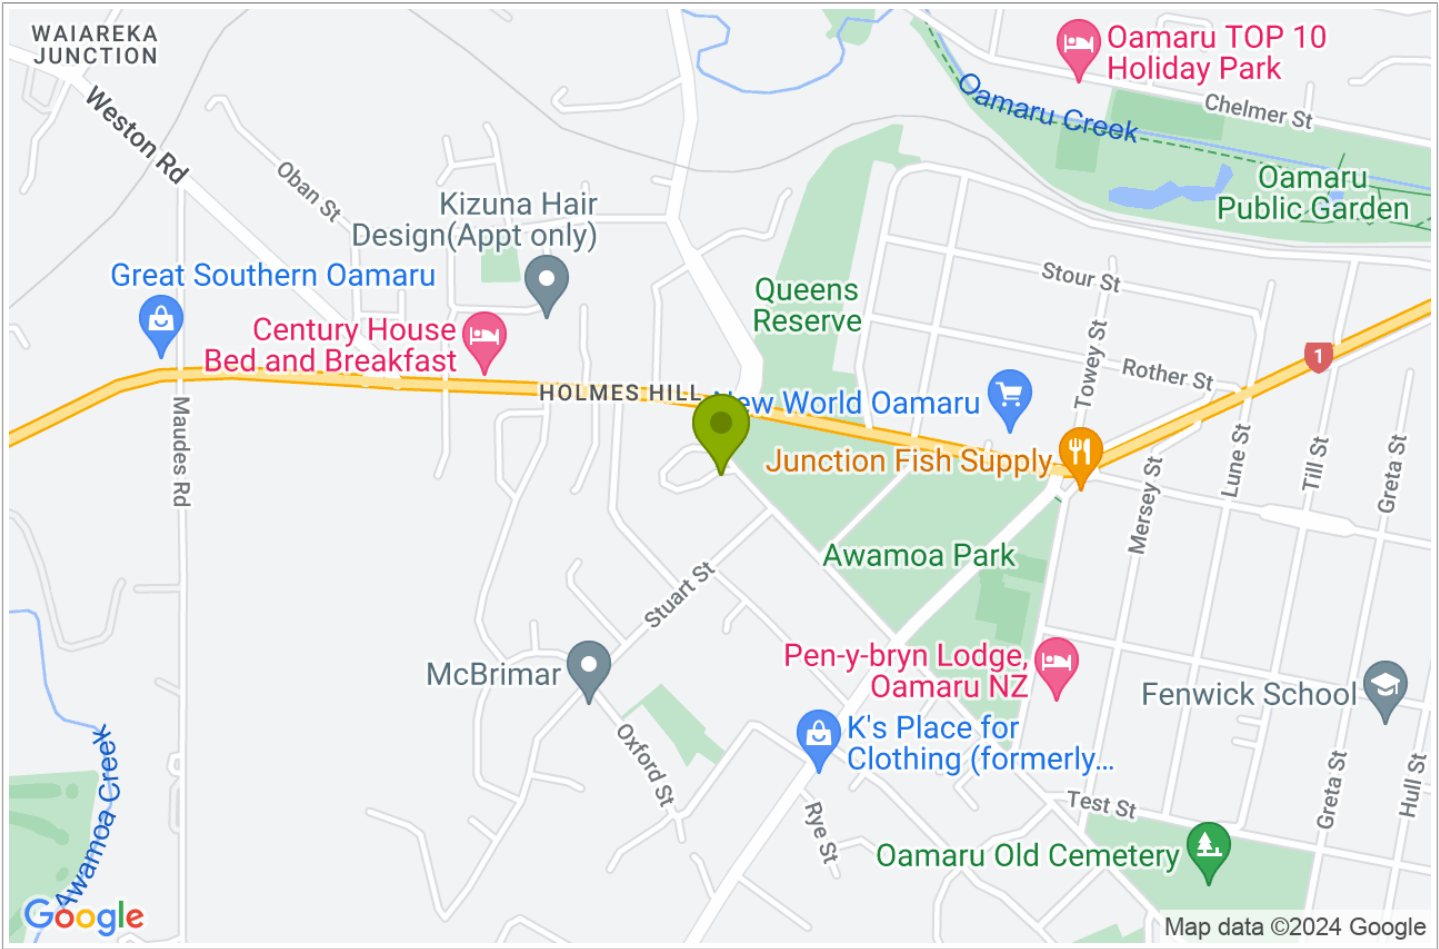 WAIAREKA
JUNCTION
Oamaru TOP 10
Holiday Park
Oamaru Creek
Chelmer St
Weston Rd
Oban St
Oamaru
Public Garden
Kizuna Hair
Design(Appt only)
Great Southern Oamaru
Queens
Reserve
Stour St
Century House
Bed and Breakfast
Towey St
Rother St
1
HOLMES HILL
New World Oamaru
Maudes Rd
Junction Fish Supply
Mersey St
Lune St
Till St
Greta St
Awamoa Park
Stuart St
McBrimar
Pen-y-bryn Lodge,
Oamaru NZ
Fenwick School
K's Place for
Clothing (formerly...
Oxford St
Awamoa Creek
Rye St
Test St
Greta St
Hull St
Oamaru Old Cemetery
Google
Map data ©2024 Google